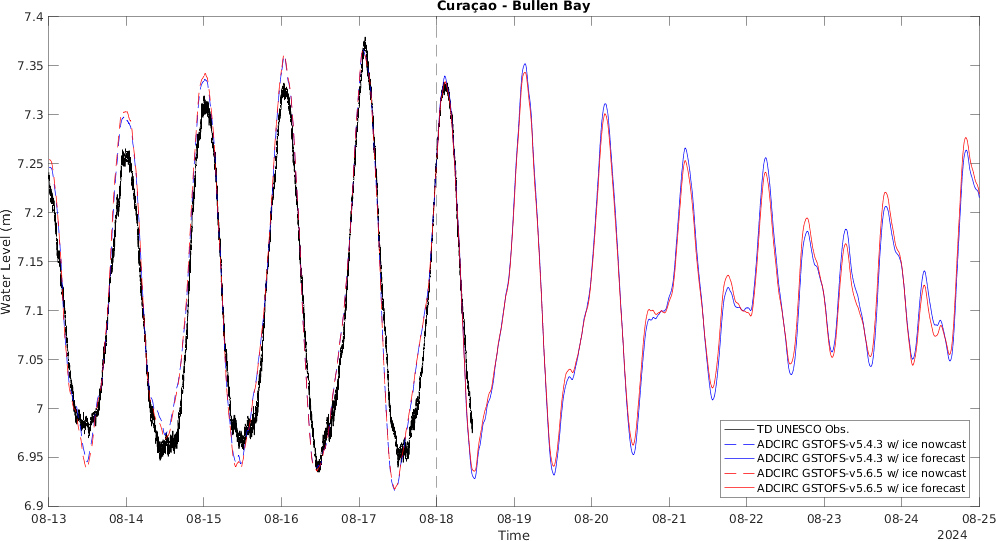 Curaçao - Bullen Bay
Water Level (m)
7.4
7.35
7.3
7.25
7.2
7.15
7.1
7.05
7
6.95
6.9
TD UNESCO Obs.
ADCIRC GSTOFS-v5.4.3 w/ ice nowcast
ADCIRC GSTOFS-v5.4.3 w/ ice forecast
ADCIRC GSTOFS-v5.6.5 w/ ice nowcast
ADCIRC GSTOFS-v5.6.5 w/ ice forecast
08-13 08-14 08-15 08-16 08-17 08-18 08-19 08-20 08-21 08-22 08-23 08-24 08-25
Time
2024